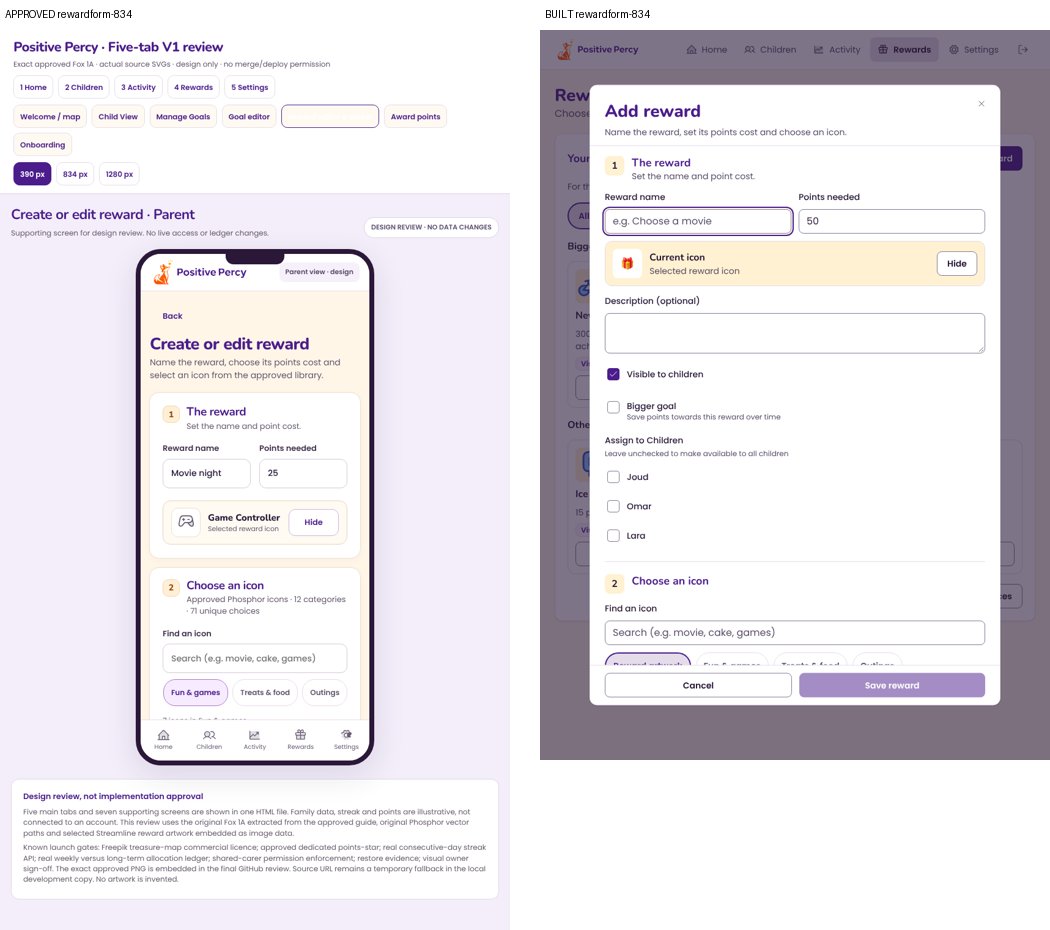 APPROVED rewardform-834
Positive Percy · Five-tab V1 review
Exact approved Fox 1A · actual source SVGs · design only · no merge/deploy permission
1 Home
2 Children
3 Activity
4 Rewards
5 Settings
Welcome / map
Child View
Manage Goals
Goal editor
Award points
Onboarding
390 px
834 px
1280 px
Create or edit reward · Parent
Supporting screen for design review. No live access or ledger changes.
DESIGN REVIEW · NO DATA CHANGES
Positive Percy
Parent view · design
Back
Create or edit reward
Name the reward, choose its points cost and
select an icon from the approved library.
1
The reward
Set the name and point cost.
Reward name
Points needed
Movie night
25
Game Controller
Selected reward icon
Hide
2
Choose an icon
Approved Phosphor icons · 12 categories
· 71 unique choices
Find an icon
Search (e.g. movie, cake, games)
Fun & games
Treats & food
Outings
Home
Children
Activity
Rewards
Settings
Design review, not implementation approval
Five main tabs and seven supporting screens are shown in one HTML file. Family data, streak and points are illustrative, not
connected to an account. This review uses the original Fox 1A extracted from the approved guide, original Phosphor vector
paths and selected Streamline reward artwork embedded as image data.
Known launch gates: Freepik treasure-map commercial licence; approved dedicated points-star; real consecutive-day streak
API; real weekly versus long-term allocation ledger; shared-carer permission enforcement; restore evidence; visual owner
sign-off. The exact approved PNG is embedded in the final GitHub review. Source URL remains a temporary fallback in the local
development copy. No artwork is invented.
BUILT rewardform-834
Positive Percy
Home
Children
Activity
Rewards
Settings
Add reward
×
Name the reward, set its points cost and choose an icon.
1
The reward
Set the name and point cost.
Reward name
Points needed
e.g. Choose a movie
50
Current icon
Selected reward icon
Hide
Description (optional)
Visible to children
Bigger goal
Save points towards this reward over time
Assign to Children
Leave unchecked to make available to all children
Joud
Omar
Lara
2
Choose an icon
Find an icon
Search (e.g. movie, cake, games)
Reward artwork
Fun & games
Treats & food
Outings
Cancel
Save reward